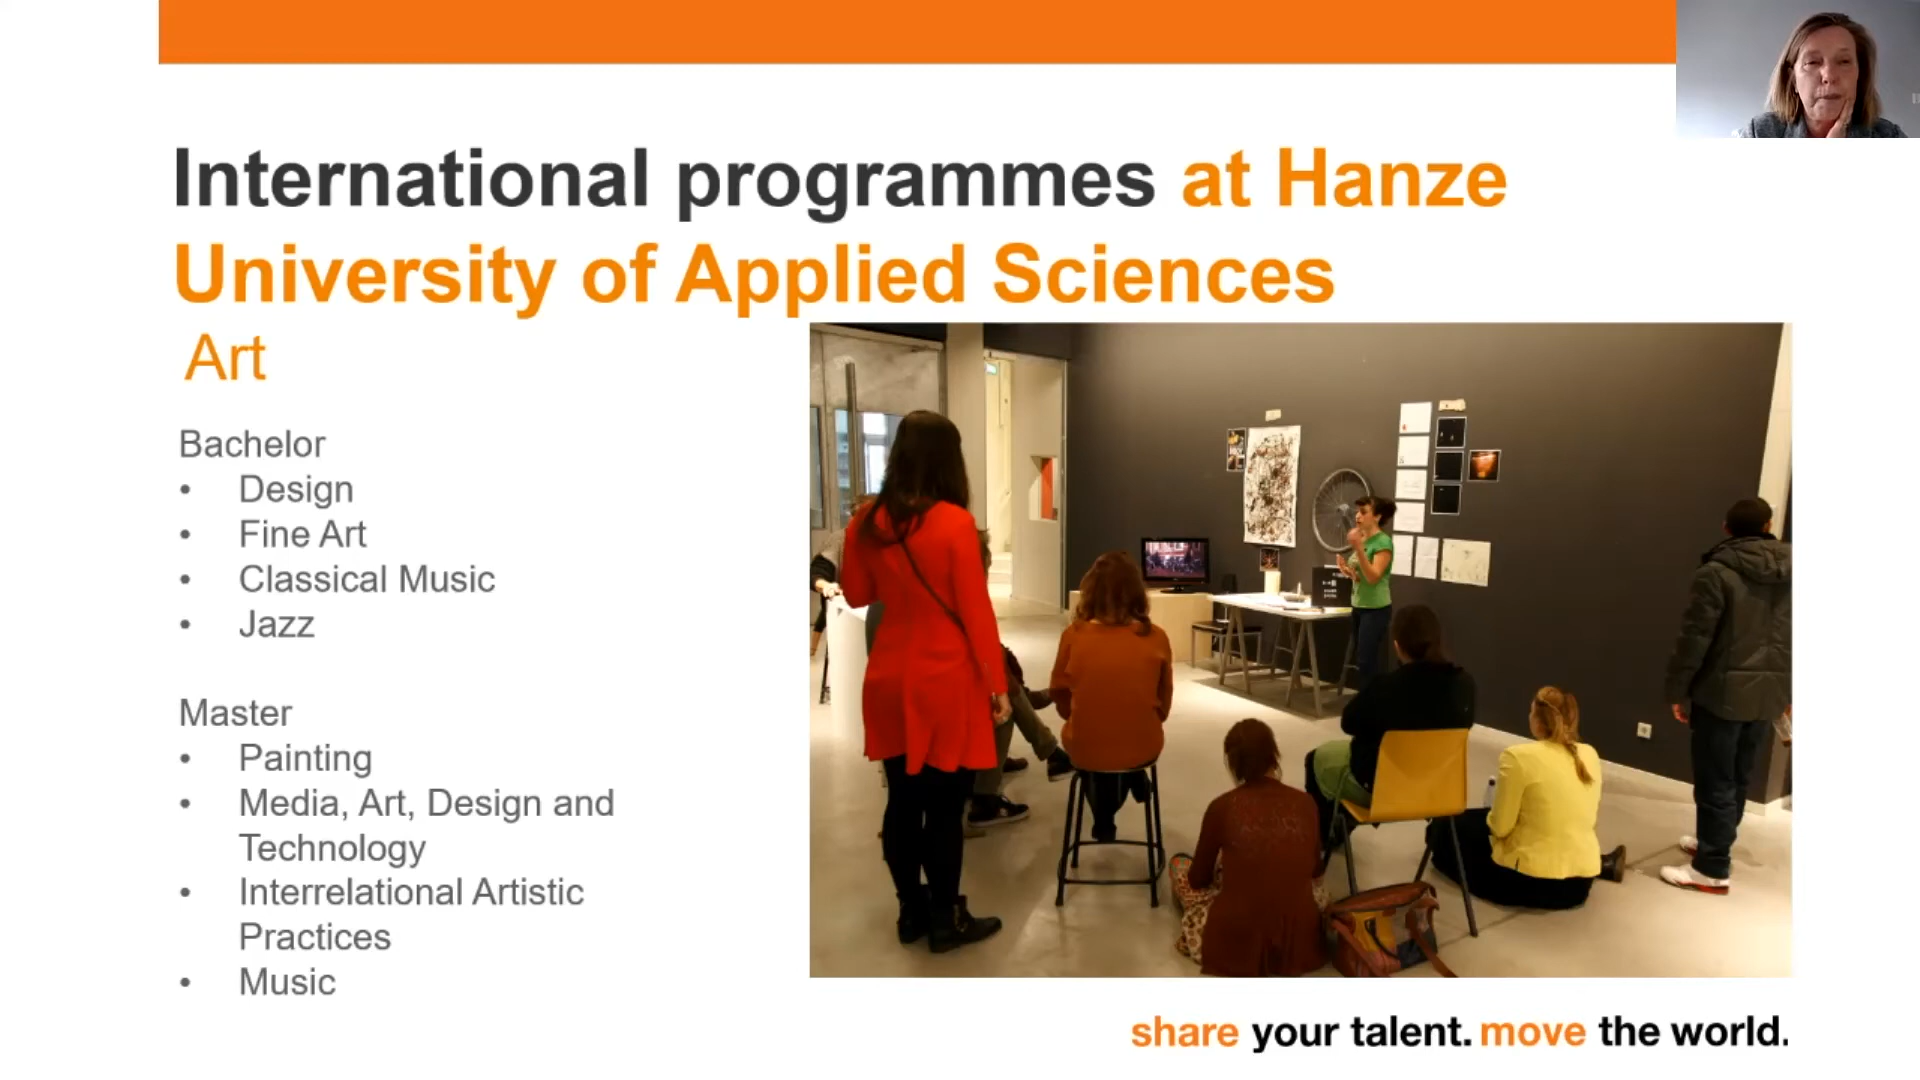 International programmes at Hanze
University of Applied Sciences
Art
Bachelor
• Design
• Fine Art
• Classical Music
• Jazz
Master
• Painting
• Media, Art, Design and
Technology
• Interrelational Artistic
Practices
• Music
share your talent. move the world.